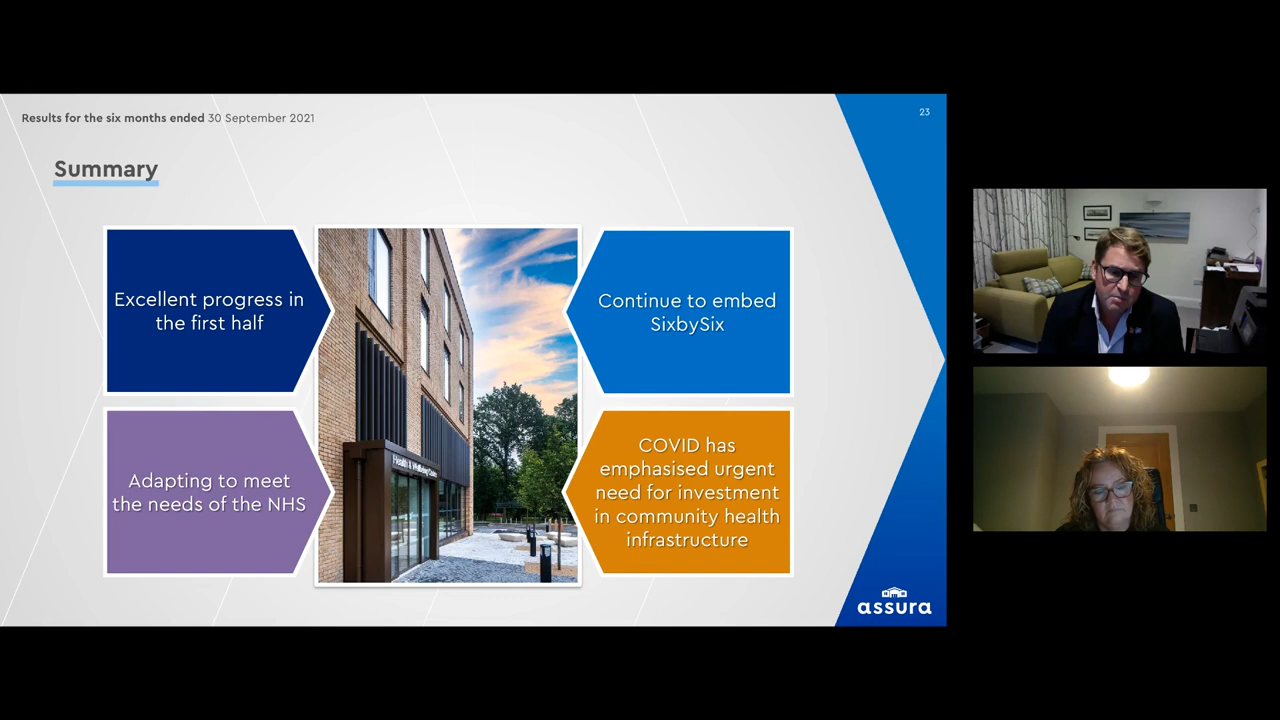 Results for the six months ended 30 September 2021
23
Summary
Excellent progress in
the first half
Continue to embed
SixbySix
Adapting to meet
the needs of the NHS
COVID has
emphasised urgent
need for investment
in community health
infrastructure
Health & Wellbeing Centre
assura